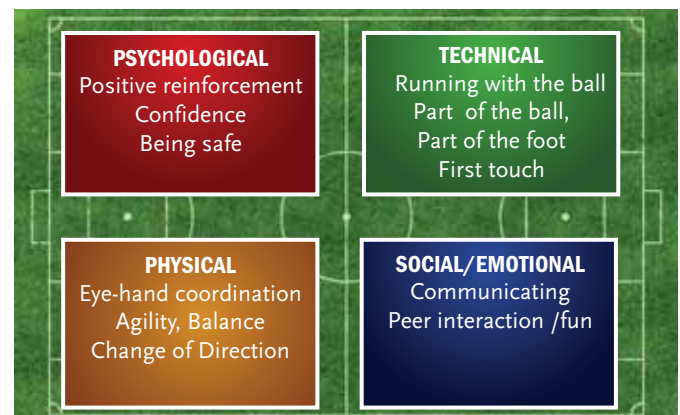 PSYCHOLOGICAL
Positive reinforcement
Confidence
Being safe
TECHNICAL
Running with the ball
Part of the ball,
Part of the foot
First touch
PHYSICAL
Eye-hand coordination
Agility, Balance
Change of Direction
SOCIAL/EMOTIONAL
Communicating
Peer interaction /fun